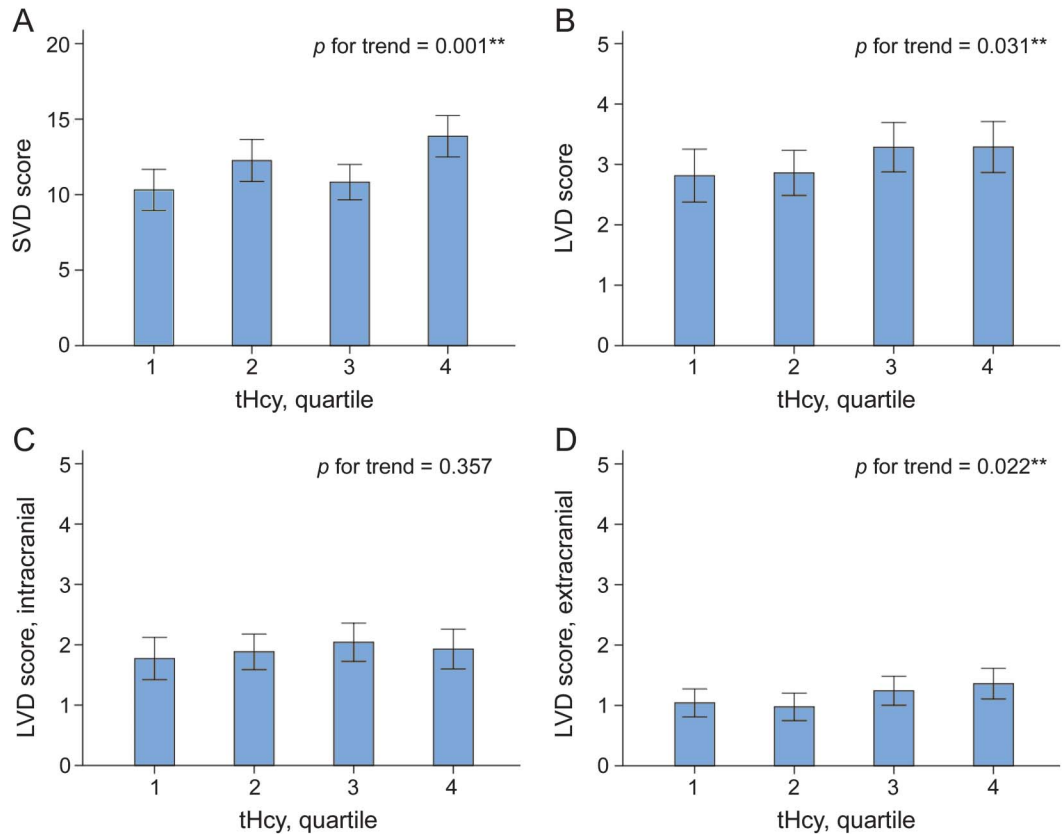 A
p for trend = 0.001**
SVD score
20
15
10
5
0
1 2 3 4
tHcy, quartile
B
p for trend = 0.031**
LVD score
5
4
3
2
1
0
1 2 3 4
tHcy, quartile
C
p for trend = 0.357
LVD score, intracranial
5
4
3
2
1
0
1 2 3 4
tHcy, quartile
D
p for trend = 0.022**
LVD score, extracranial
5
4
3
2
1
0
1 2 3 4
tHcy, quartile